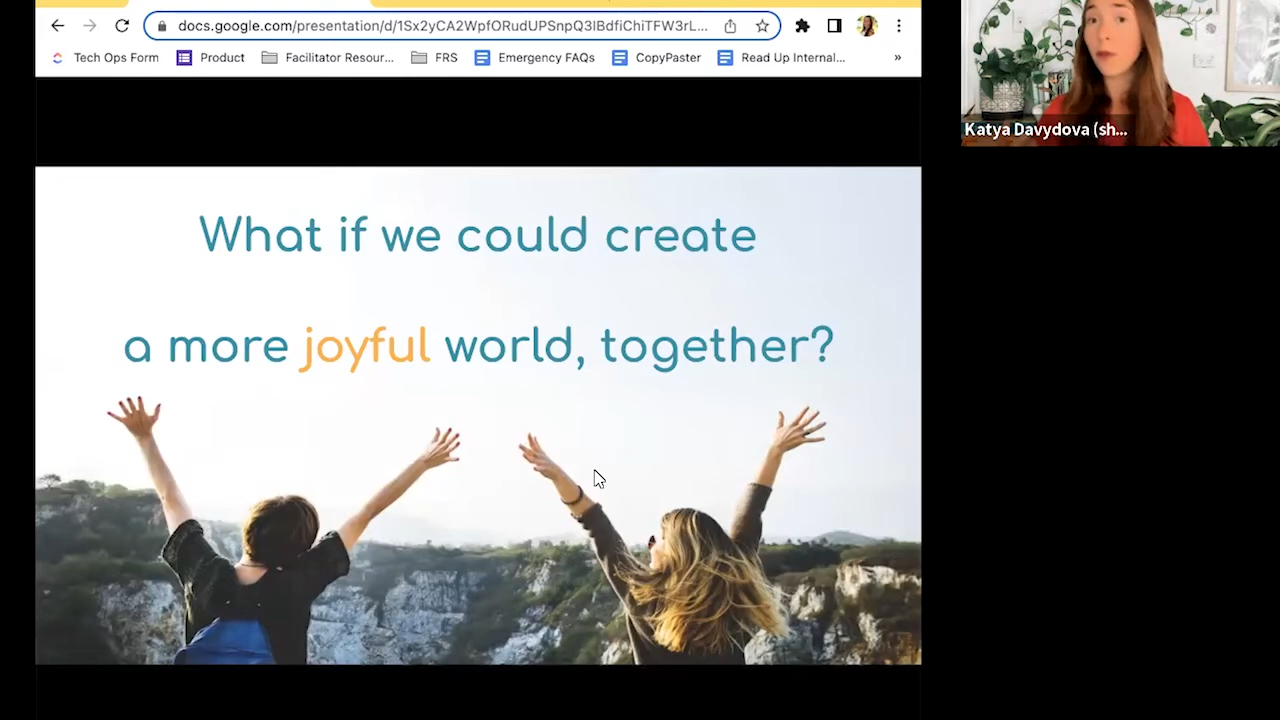 docs.google.com/presentation/d/1Sx2yCA2WpfORudUPSnpQ3IBdfiChiTFW3rL...
Tech Ops Form Product Facilitator Resour... FRS Emergency FAQs CopyPaster Read Up Internal... »
Katya Davydova (sh...
What if we could create
a more joyful world, together?